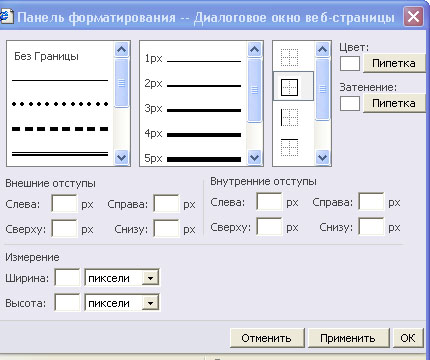 Панель форматирования -- Диалоговое окно веб-страницы
Без Границы
1px
2px
3px
4px
5px
Цвет:
Пипетка
Затенение:
Пипетка
Внешние отступы
Слева: px Справа: px
Сверху: px Снизу: px
Внутренние отступы
Слева: px Справа: px
Сверху: px Снизу: px
Измерение
Ширина: пиксели
Высота: пиксели
Отменить Применить OK